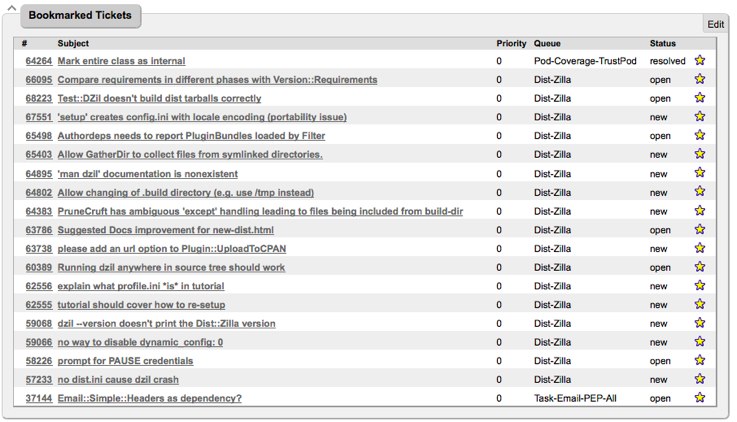 Bookmarked Tickets
Edit
# Subject Priority Queue Status
64264 Mark entire class as internal 0 Pod-Coverage-TrustPod resolved
66095 Compare requirements in different phases with Version::Requirements 0 Dist-Zilla open
68223 Test::DZil doesn't build dist tarballs correctly 0 Dist-Zilla open
67551 'setup' creates config.ini with locale encoding (portability issue) 0 Dist-Zilla new
65498 Authordeps needs to report PluginBundles loaded by Filter 0 Dist-Zilla open
65403 Allow GatherDir to collect files from symlinked directories. 0 Dist-Zilla new
64895 'man dzil' documentation is nonexistent 0 Dist-Zilla new
64802 Allow changing of .build directory (e.g. use /tmp instead) 0 Dist-Zilla new
64383 PruneCruft has ambiguous 'except' handling leading to files being included from build-dir 0 Dist-Zilla new
63786 Suggested Docs improvement for new-dist.html 0 Dist-Zilla open
63738 please add an url option to Plugin::UploadToCPAN 0 Dist-Zilla new
60389 Running dzil anywhere in source tree should work 0 Dist-Zilla open
62556 explain what profile.ini *is* in tutorial 0 Dist-Zilla new
62555 tutorial should cover how to re-setup 0 Dist-Zilla new
59068 dzil --version doesn't print the Dist::Zilla version 0 Dist-Zilla new
59066 no way to disable dynamic_config: 0 0 Dist-Zilla new
58226 prompt for PAUSE credentials 0 Dist-Zilla open
57233 no dist.ini cause dzil crash 0 Dist-Zilla new
37144 Email::Simple::Headers as dependency? 0 Task-Email-PEP-All open